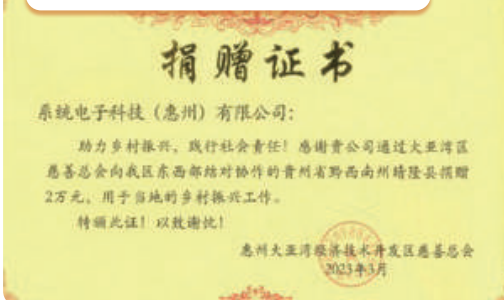 捐赠证书
系统电子科技（惠州）有限公司：
助力乡村振兴，践行社会责任！感谢贵公司通过大亚湾区
慈善总会向我区东西部结对协作的贵州省黔西南州晴隆县捐赠
2万元，用于当地的乡村振兴工作。
特颁此证！以致谢忱！
惠州大亚湾经济技术开发区慈善总会
2023年3月